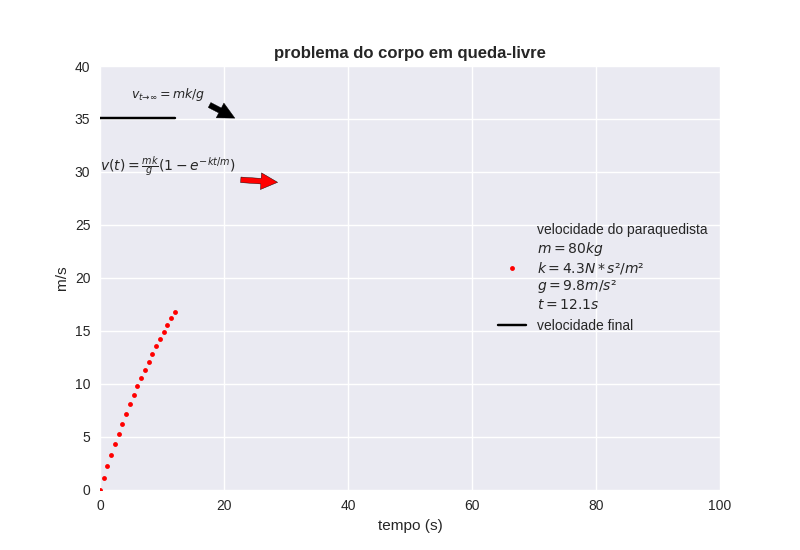 problema do corpo em queda-livre
40
35
30
25
20
15
10
5
0
m/s
v_{t→∞} = mk/g
v(t) = \frac{mk}{g}(1 − e^{−kt/m})
velocidade do paraquedista
m = 80kg
k = 4.3N * s²/m²
g = 9.8m/s²
t = 12.1s
velocidade final
0 20 40 60 80 100
tempo (s)